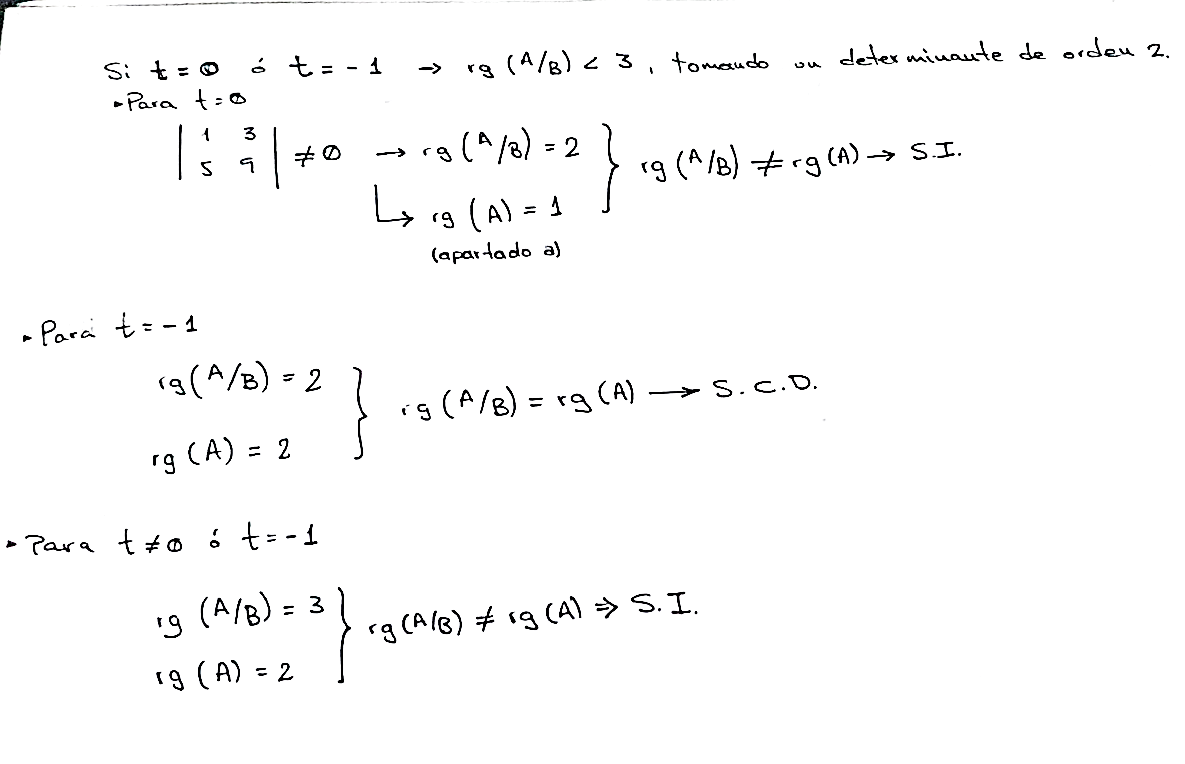 Si t = 0 ó t = - 1 → rg (A/B) < 3, tomando un determinante de orden 2.
▸ Para t = 0
| 1 3 |
| 5 9 | ≠ 0 → rg (A/B) = 2 } rg (A/B) ≠ rg (A) → S.I.
↳ rg (A) = 1
(apartado a)
▸ Para t = - 1
rg (A/B) = 2 } rg (A/B) = rg (A) → S.C.D.
rg (A) = 2
▸ Para t ≠ 0 ó t = - 1
rg (A/B) = 3 } rg (A/B) ≠ rg (A) ⇒ S.I.
rg (A) = 2